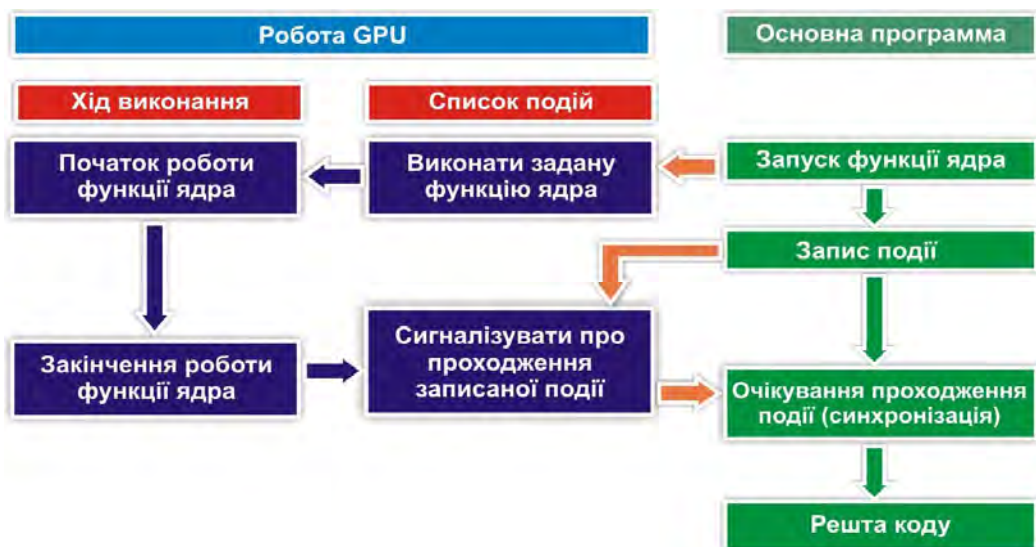 Робота GPU
Основна программа
Хід виконання
Список подій
Початок роботи
функції ядра
Виконати задану
функцію ядра
Запуск функції ядра
Запис події
Закінчення роботи
функції ядра
Сигналізувати про
проходження
записаної події
Очікування проходження
події (синхронізація)
Решта коду